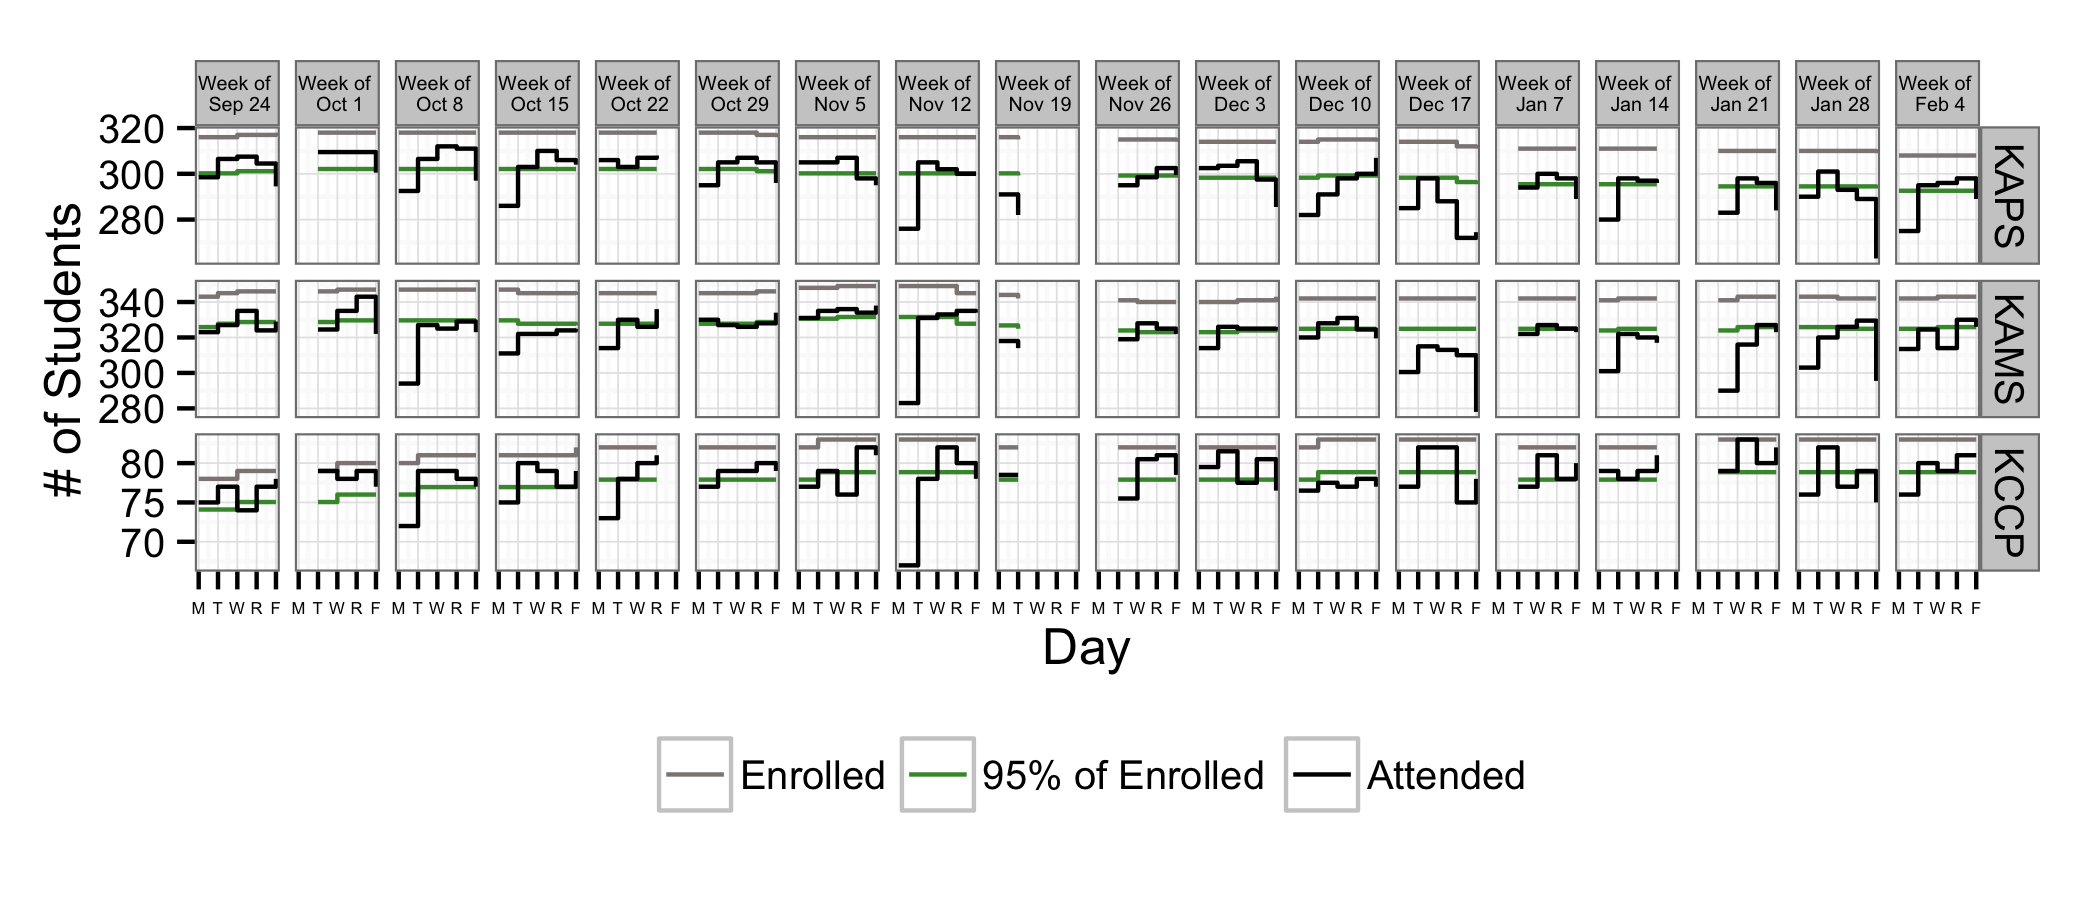 Week of Sep 24
Week of Oct 1
Week of Oct 8
Week of Oct 15
Week of Oct 22
Week of Oct 29
Week of Nov 5
Week of Nov 12
Week of Nov 19
Week of Nov 26
Week of Dec 3
Week of Dec 10
Week of Dec 17
Week of Jan 7
Week of Jan 14
Week of Jan 21
Week of Jan 28
Week of Feb 4
# of Students
320
300
280
KAPS
340
320
300
280
KAMS
80
75
70
KCCP
M T W R F M T W R F M T W R F M T W R F M T W R F M T W R F M T W R F M T W R F M T W R F M T W R F M T W R F M T W R F M T W R F M T W R F M T W R F M T W R F M T W R F M T W R F
Day
Enrolled 95% of Enrolled Attended